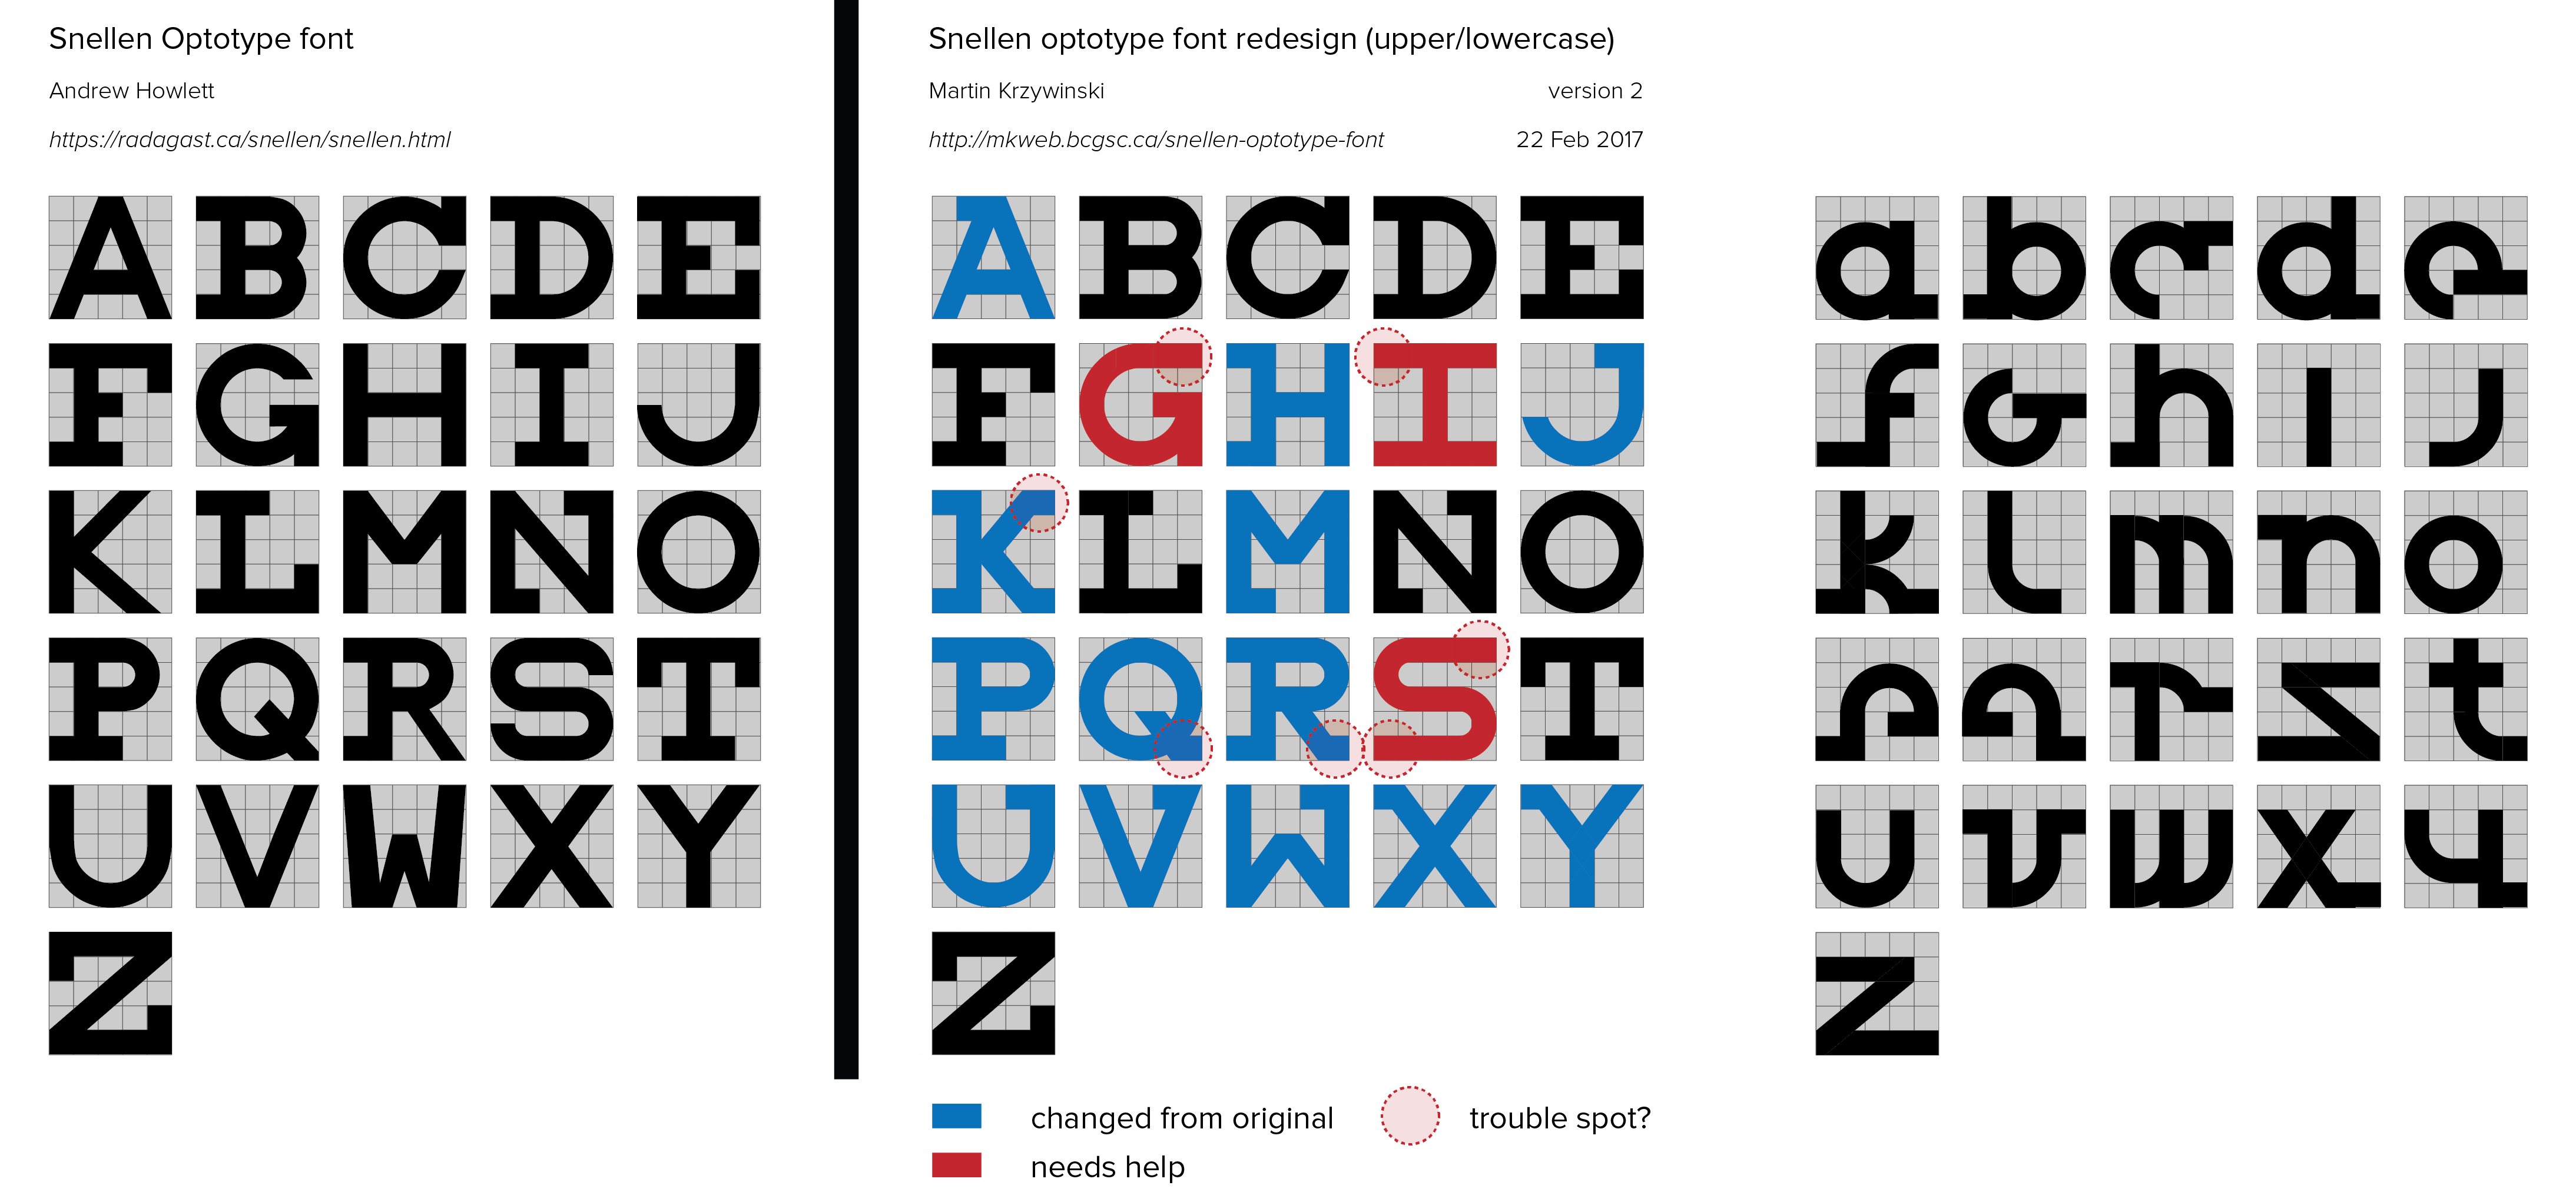 Snellen Optotype font
Andrew Howlett
https://radagast.ca/snellen/snellen.html
A B C D E
F G H I J
K L M N O
P Q R S T
U V W X Y
Z
Snellen optotype font redesign (upper/lowercase)
Martin Krzywinski version 2
http://mkweb.bcgsc.ca/snellen-optotype-font 22 Feb 2017
A B C D E
F G H I J
K L M N O
P Q R S T
U V W X Y
Z
a b c d e
f g h i j
k l m n o
p q r s t
u v w x y
z
changed from original
trouble spot?
needs help